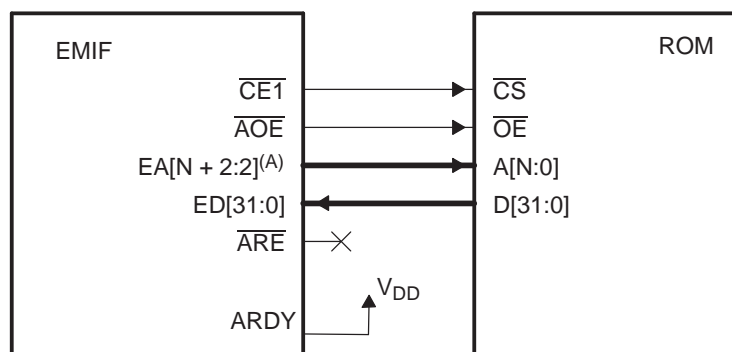 EMIF
ROM
CE1
CS
AOE
OE
EA[N + 2:2](A)
A[N:0]
ED[31:0]
D[31:0]
ARE
VDD
ARDY